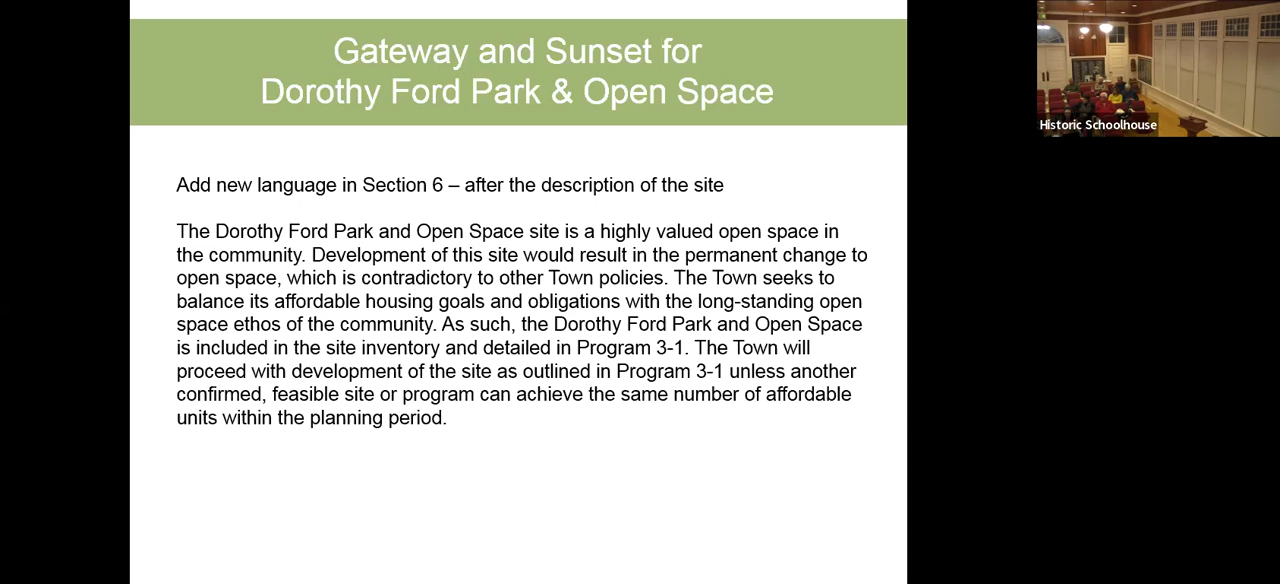 Gateway and Sunset for
Dorothy Ford Park & Open Space
Historic Schoolhouse
Add new language in Section 6 – after the description of the site
The Dorothy Ford Park and Open Space site is a highly valued open space in
the community. Development of this site would result in the permanent change to
open space, which is contradictory to other Town policies. The Town seeks to
balance its affordable housing goals and obligations with the long-standing open
space ethos of the community. As such, the Dorothy Ford Park and Open Space
is included in the site inventory and detailed in Program 3-1. The Town will
proceed with development of the site as outlined in Program 3-1 unless another
confirmed, feasible site or program can achieve the same number of affordable
units within the planning period.